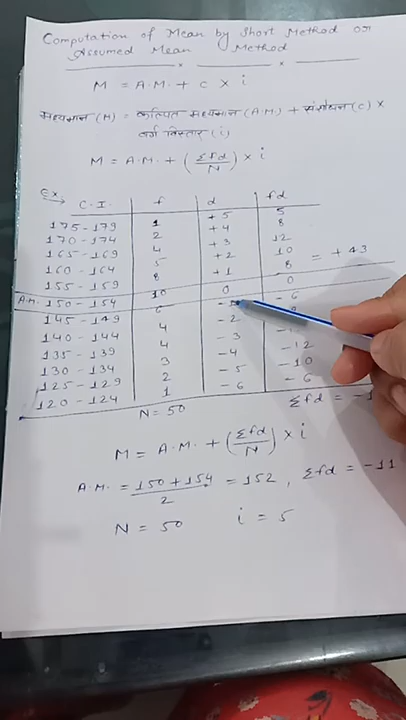 Computation of Mean by Short Method or
Assumed Mean Method
M = A.M. + C × i
मध्यमान (M) = कल्पित मध्यमान (A.M.) + संशोधन (C) ×
वर्ग विस्तार (i)
M = A.M. + (Σfd/N) × i
Ex. C.I. f d fd
175 - 179 1 +5 5
170 - 174 2 +4 8
165 - 169 4 +3 12
160 - 164 5 +2 10 = +43
155 - 159 8 +1 8
A.M. 150 - 154 10 0 0
145 - 149 6 -1 -6
140 - 144 4 -2
135 - 139 4 -3 -12
130 - 134 3 -4 -12
125 - 129 2 -5 -10
120 - 124 1 -6 -6
N = 50 Σfd = -1
M = A.M. + (Σfd/N) × i
A.M. = 150 + 154 / 2 = 152, Σfd = -11
N = 50 i = 5